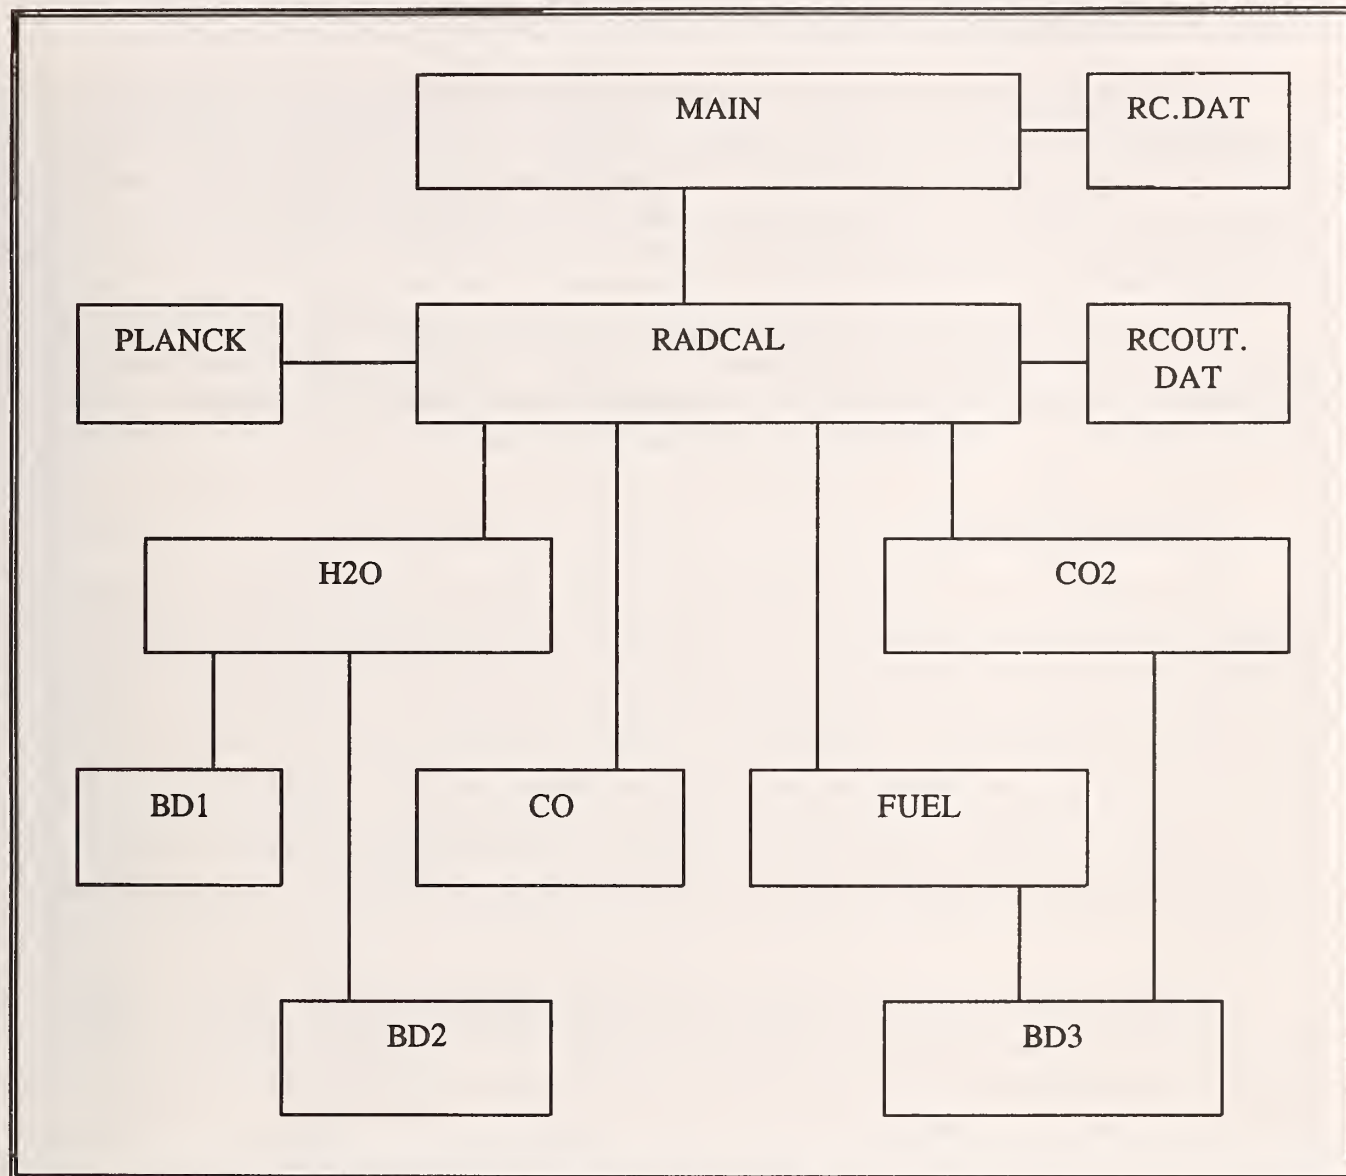 MAIN
RC.DAT
PLANCK
RADCAL
RCOUT.
DAT
H2O
CO2
BD1
CO
FUEL
BD2
BD3